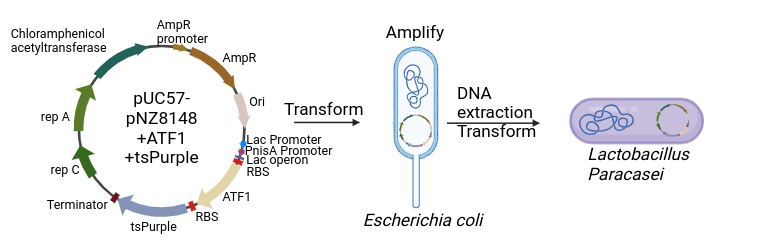 Chloramphenicol
acetyltransferase
AmpR
promoter
AmpR
Ori
Lac Promoter
PnisA Promoter
Lac operon
RBS
ATF1
RBS
tsPurple
Terminator
rep C
rep A
pUC57-
pNZ8148
+ATF1
+tsPurple
Transform
Amplify
Escherichia coli
DNA
extraction
Transform
Lactobacillus
Paracasei